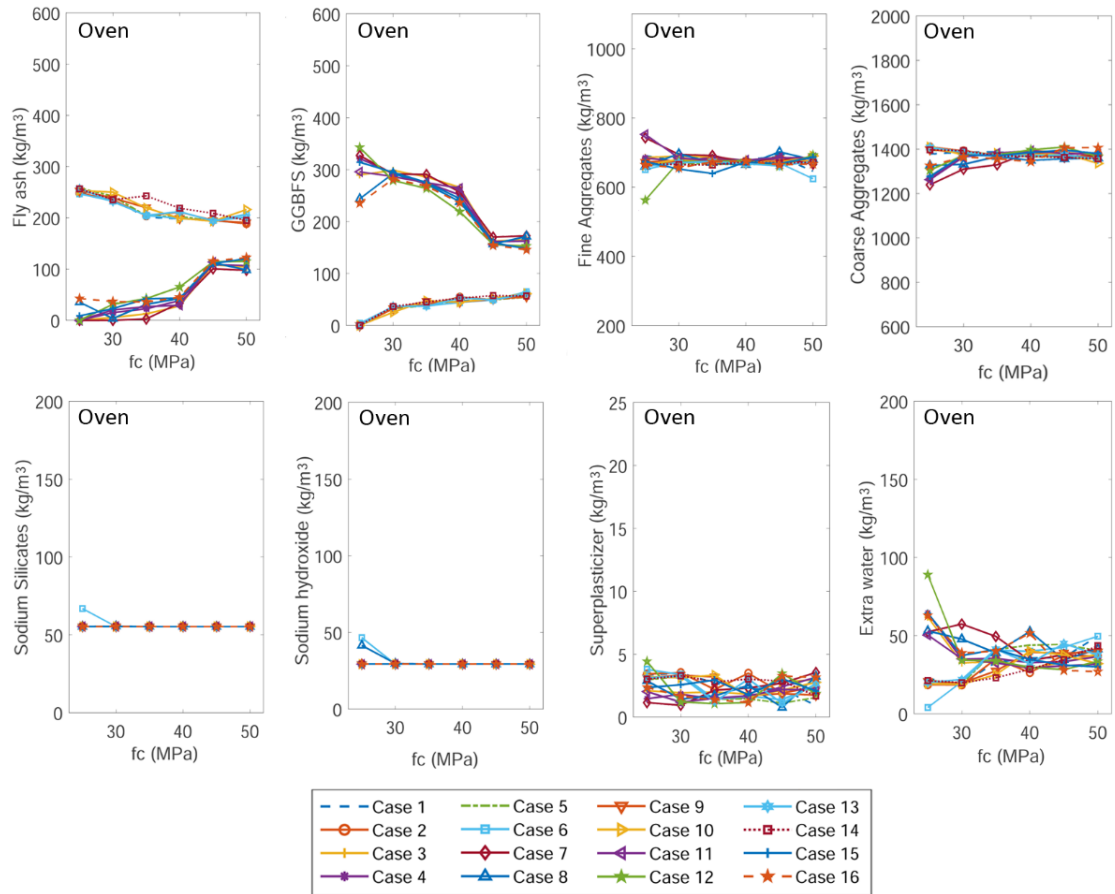 Oven
Fly ash (kg/m³)
600
500
400
300
200
100
0
30 40 50
fc (MPa)
Oven
GGBFS (kg/m³)
600
500
400
300
200
100
0
30 40 50
fc (MPa)
Oven
Fine Aggregates (kg/m³)
1000
800
600
400
200
30 40 50
fc (MPa)
Oven
Coarse Aggregates (kg/m³)
2000
1800
1600
1400
1200
1000
800
600
30 40 50
fc (MPa)
Oven
Sodium Silicates (kg/m³)
200
150
100
50
0
30 40 50
fc (MPa)
Oven
Sodium hydroxide (kg/m³)
200
150
100
50
0
30 40 50
fc (MPa)
Oven
Superplasticizer (kg/m³)
25
20
15
10
5
0
30 40 50
fc (MPa)
Oven
Extra water (kg/m³)
200
150
100
50
0
30 40 50
fc (MPa)
Case 1 Case 5 Case 9 Case 13
Case 2 Case 6 Case 10 Case 14
Case 3 Case 7 Case 11 Case 15
Case 4 Case 8 Case 12 Case 16